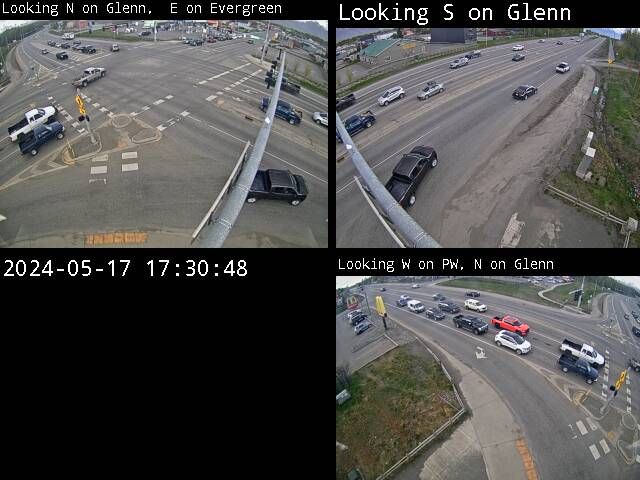 Looking N on Glenn,  E on Evergreen
Looking S on Glenn
2024-05-17 17:30:48
Looking W on PW, N on Glenn